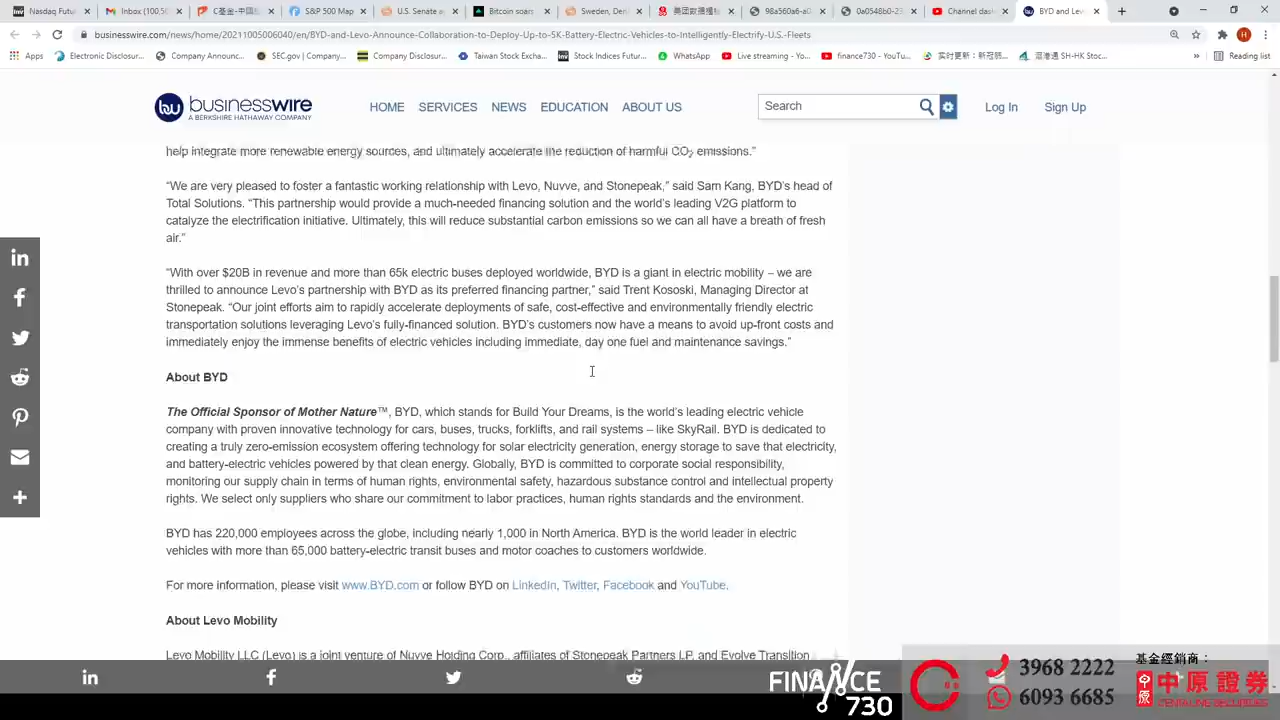 Nasdaq Futur
Inbox (100,5
C基金-中国
S&P 500 Map
U.S. Senate a
Bitcoin soars
Sweden, Den
0a0548b0-23
Channel dash
BYD and Lev
businesswire.com/news/home/20211005006040/en/BYD-and-Levo-Announce-Collaboration-to-Deploy-Up-to-5K-Battery-Electric-Vehicles-to-Intelligently-Electrify-U.S.-Fleets
H
Apps
Electronic Disclosur...
Company Announc...
SEC.gov | Company...
Company Disclosur...
Taiwan Stock Excha...
Stock Indices Futur...
WhatsApp
Live streaming - Yo...
finance730 - YouTu...
实时更新：新冠肺...
滬港通 SH-HK Stoc...
»
Reading list
businesswire
A BERKSHIRE HATHAWAY COMPANY
HOME
SERVICES
NEWS
EDUCATION
ABOUT US
Search
Log In
Sign Up
help integrate more renewable energy sources, and ultimately accelerate the reduction of harmful CO₂ emissions.”
“We are very pleased to foster a fantastic working relationship with Levo, Nuvve, and Stonepeak,” said Sam Kang, BYD’s head of
Total Solutions. “This partnership would provide a much-needed financing solution and the world’s leading V2G platform to
catalyze the electrification initiative. Ultimately, this will reduce substantial carbon emissions so we can all have a breath of fresh
air.”
“With over $20B in revenue and more than 65k electric buses deployed worldwide, BYD is a giant in electric mobility – we are
thrilled to announce Levo’s partnership with BYD as its preferred financing partner,” said Trent Kososki, Managing Director at
Stonepeak. “Our joint efforts aim to rapidly accelerate deployments of safe, cost-effective and environmentally friendly electric
transportation solutions leveraging Levo’s fully-financed solution. BYD’s customers now have a means to avoid up-front costs and
immediately enjoy the immense benefits of electric vehicles including immediate, day one fuel and maintenance savings.”
About BYD
The Official Sponsor of Mother Nature™, BYD, which stands for Build Your Dreams, is the world’s leading electric vehicle
company with proven innovative technology for cars, buses, trucks, forklifts, and rail systems – like SkyRail. BYD is dedicated to
creating a truly zero-emission ecosystem offering technology for solar electricity generation, energy storage to save that electricity,
and battery-electric vehicles powered by that clean energy. Globally, BYD is committed to corporate social responsibility,
monitoring our supply chain in terms of human rights, environmental safety, hazardous substance control and intellectual property
rights. We select only suppliers who share our commitment to labor practices, human rights standards and the environment.
BYD has 220,000 employees across the globe, including nearly 1,000 in North America. BYD is the world leader in electric
vehicles with more than 65,000 battery-electric transit buses and motor coaches to customers worldwide.
For more information, please visit www.BYD.com or follow BYD on LinkedIn, Twitter, Facebook and YouTube.
About Levo Mobility
Levo Mobility LLC (Levo) is a joint venture of Nuvve Holding Corp., affiliates of Stonepeak Partners LP, and Evolve Transition
FINANCE
730
3968 2222
6093 6685
基金經銷商：
中原證券
CENTALINE SECURITIES